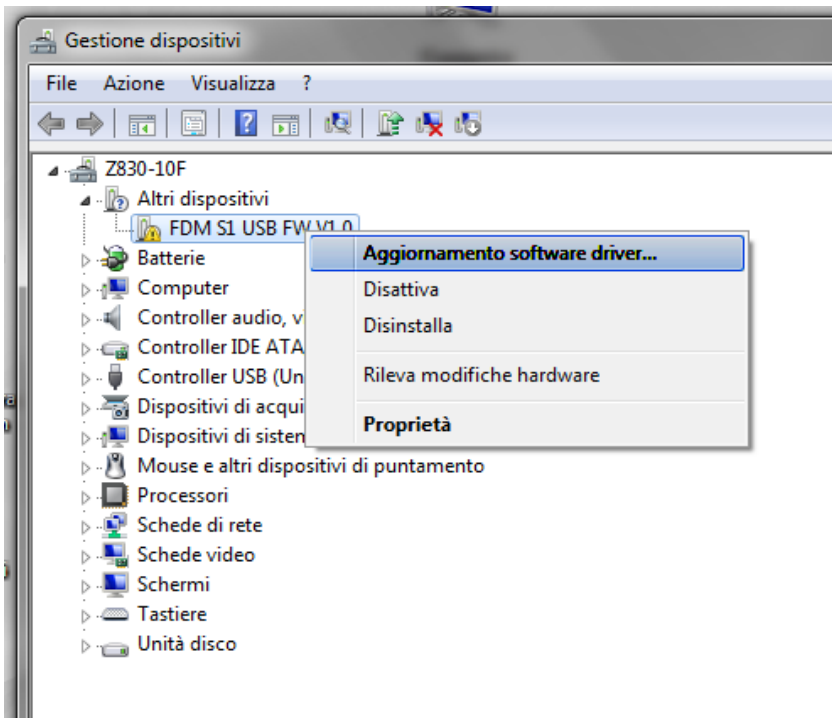 Gestione dispositivi
File Azione Visualizza ?
Z830-10F
Altri dispositivi
FDM S1 USB FW V1.0
Aggiornamento software driver...
Disattiva
Disinstalla
Rileva modifiche hardware
Proprietà
Batterie
Computer
Controller audio, v
Controller IDE ATA
Controller USB (Un
Dispositivi di acqui
Dispositivi di sisten
Mouse e altri dispositivi di puntamento
Processori
Schede di rete
Schede video
Schermi
Tastiere
Unità disco